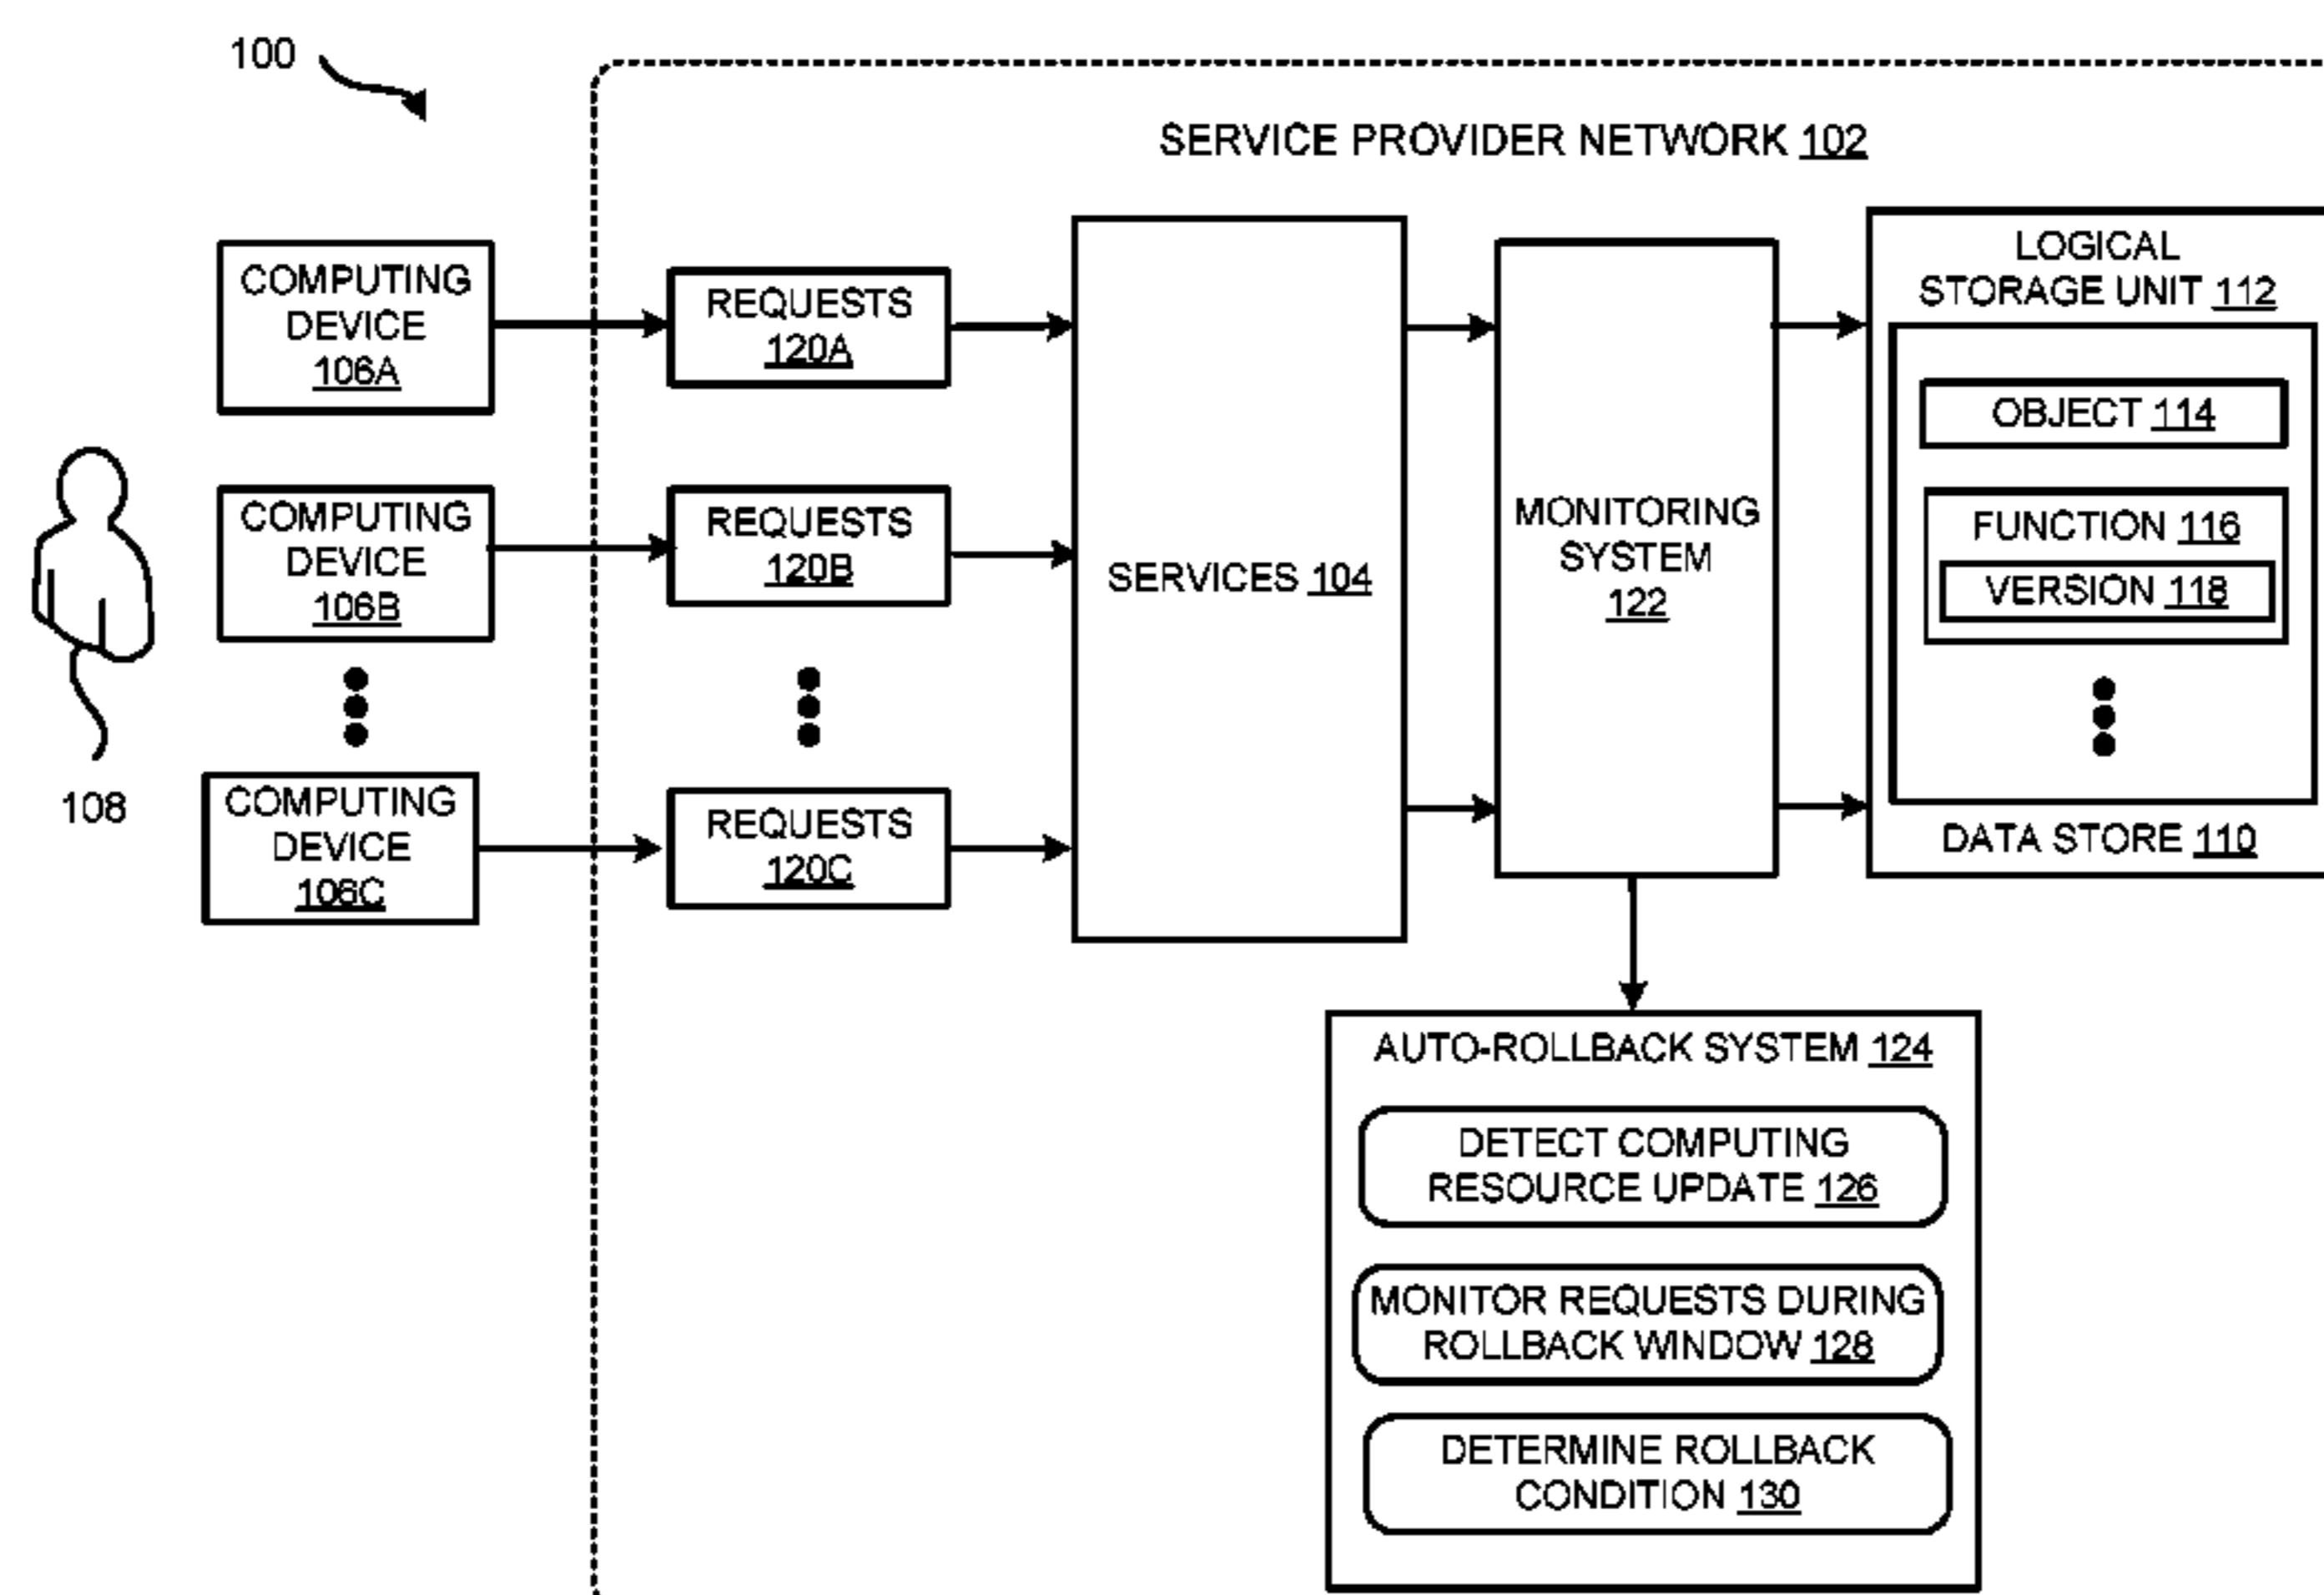 100
SERVICE PROVIDER NETWORK 102
COMPUTING
DEVICE
106A
COMPUTING
DEVICE
106B
COMPUTING
DEVICE
106C
108
REQUESTS
120A
REQUESTS
120B
REQUESTS
120C
SERVICES 104
MONITORING
SYSTEM
122
LOGICAL
STORAGE UNIT 112
OBJECT 114
FUNCTION 116
VERSION 118
DATA STORE 110
AUTO-ROLLBACK SYSTEM 124
DETECT COMPUTING
RESOURCE UPDATE 126
MONITOR REQUESTS DURING
ROLLBACK WINDOW 128
DETERMINE ROLLBACK
CONDITION 130